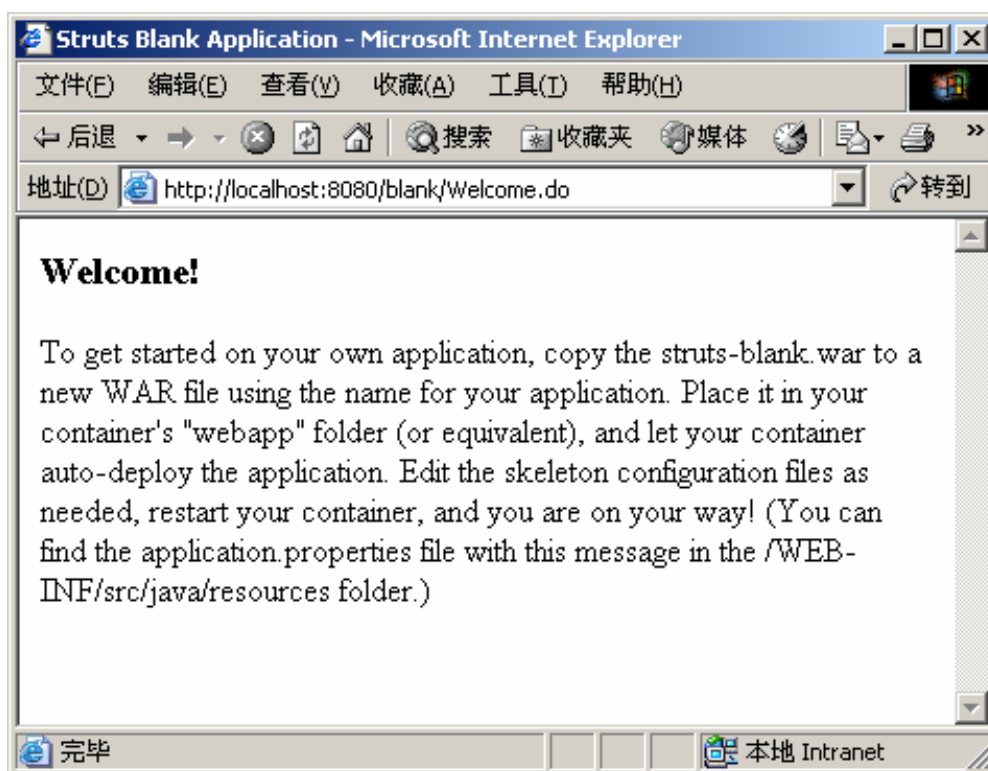 Struts Blank Application - Microsoft Internet Explorer
文件(F) 编辑(E) 查看(V) 收藏(A) 工具(T) 帮助(H)
后退 搜索 收藏夹 媒体 »
地址(D) http://localhost:8080/blank/Welcome.do 转到
Welcome!
To get started on your own application, copy the struts-blank.war to a
new WAR file using the name for your application. Place it in your
container's "webapp" folder (or equivalent), and let your container
auto-deploy the application. Edit the skeleton configuration files as
needed, restart your container, and you are on your way! (You can
find the application.properties file with this message in the /WEB-
INF/src/java/resources folder.)
完毕 本地 Intranet